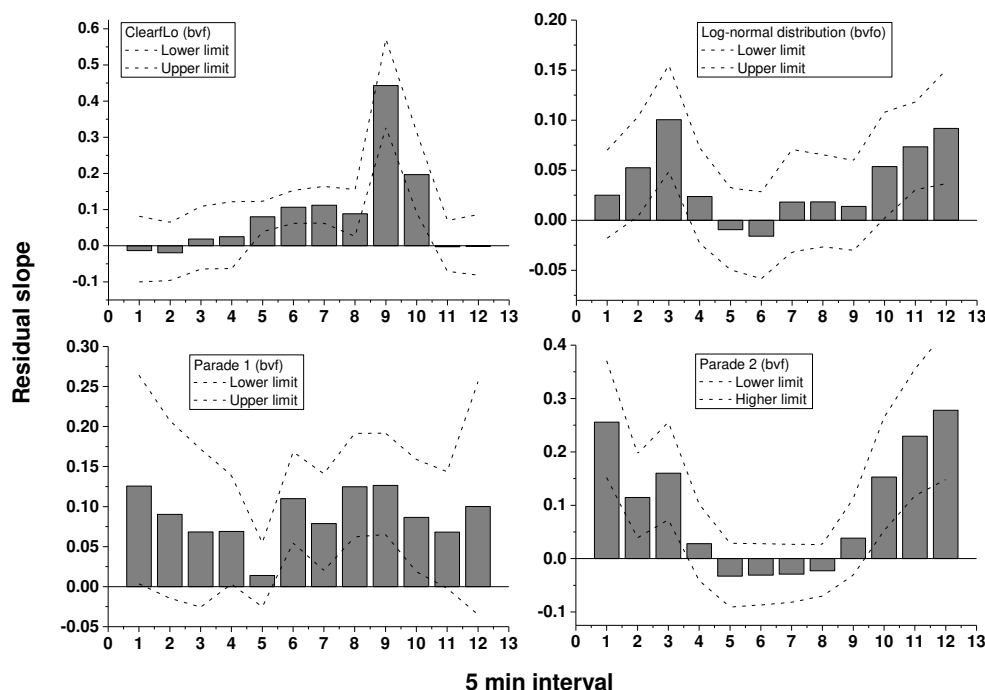 Residual slope
ClearfLo (bvf)
Lower limit
Upper limit
0.6
0.5
0.4
0.3
0.2
0.1
0.0
-0.1
0 1 2 3 4 5 6 7 8 9 10 11 12 13
Log-normal distribution (bvfo)
Lower limit
Upper limit
0.20
0.15
0.10
0.05
0.00
-0.05
0 1 2 3 4 5 6 7 8 9 10 11 12 13
Parade 1 (bvf)
Lower limit
Upper limit
0.30
0.25
0.20
0.15
0.10
0.05
0.00
-0.05
0 1 2 3 4 5 6 7 8 9 10 11 12 13
Parade 2 (bvf)
Lower limit
Higher limit
0.4
0.3
0.2
0.1
0.0
-0.1
0 1 2 3 4 5 6 7 8 9 10 11 12 13
5 min interval